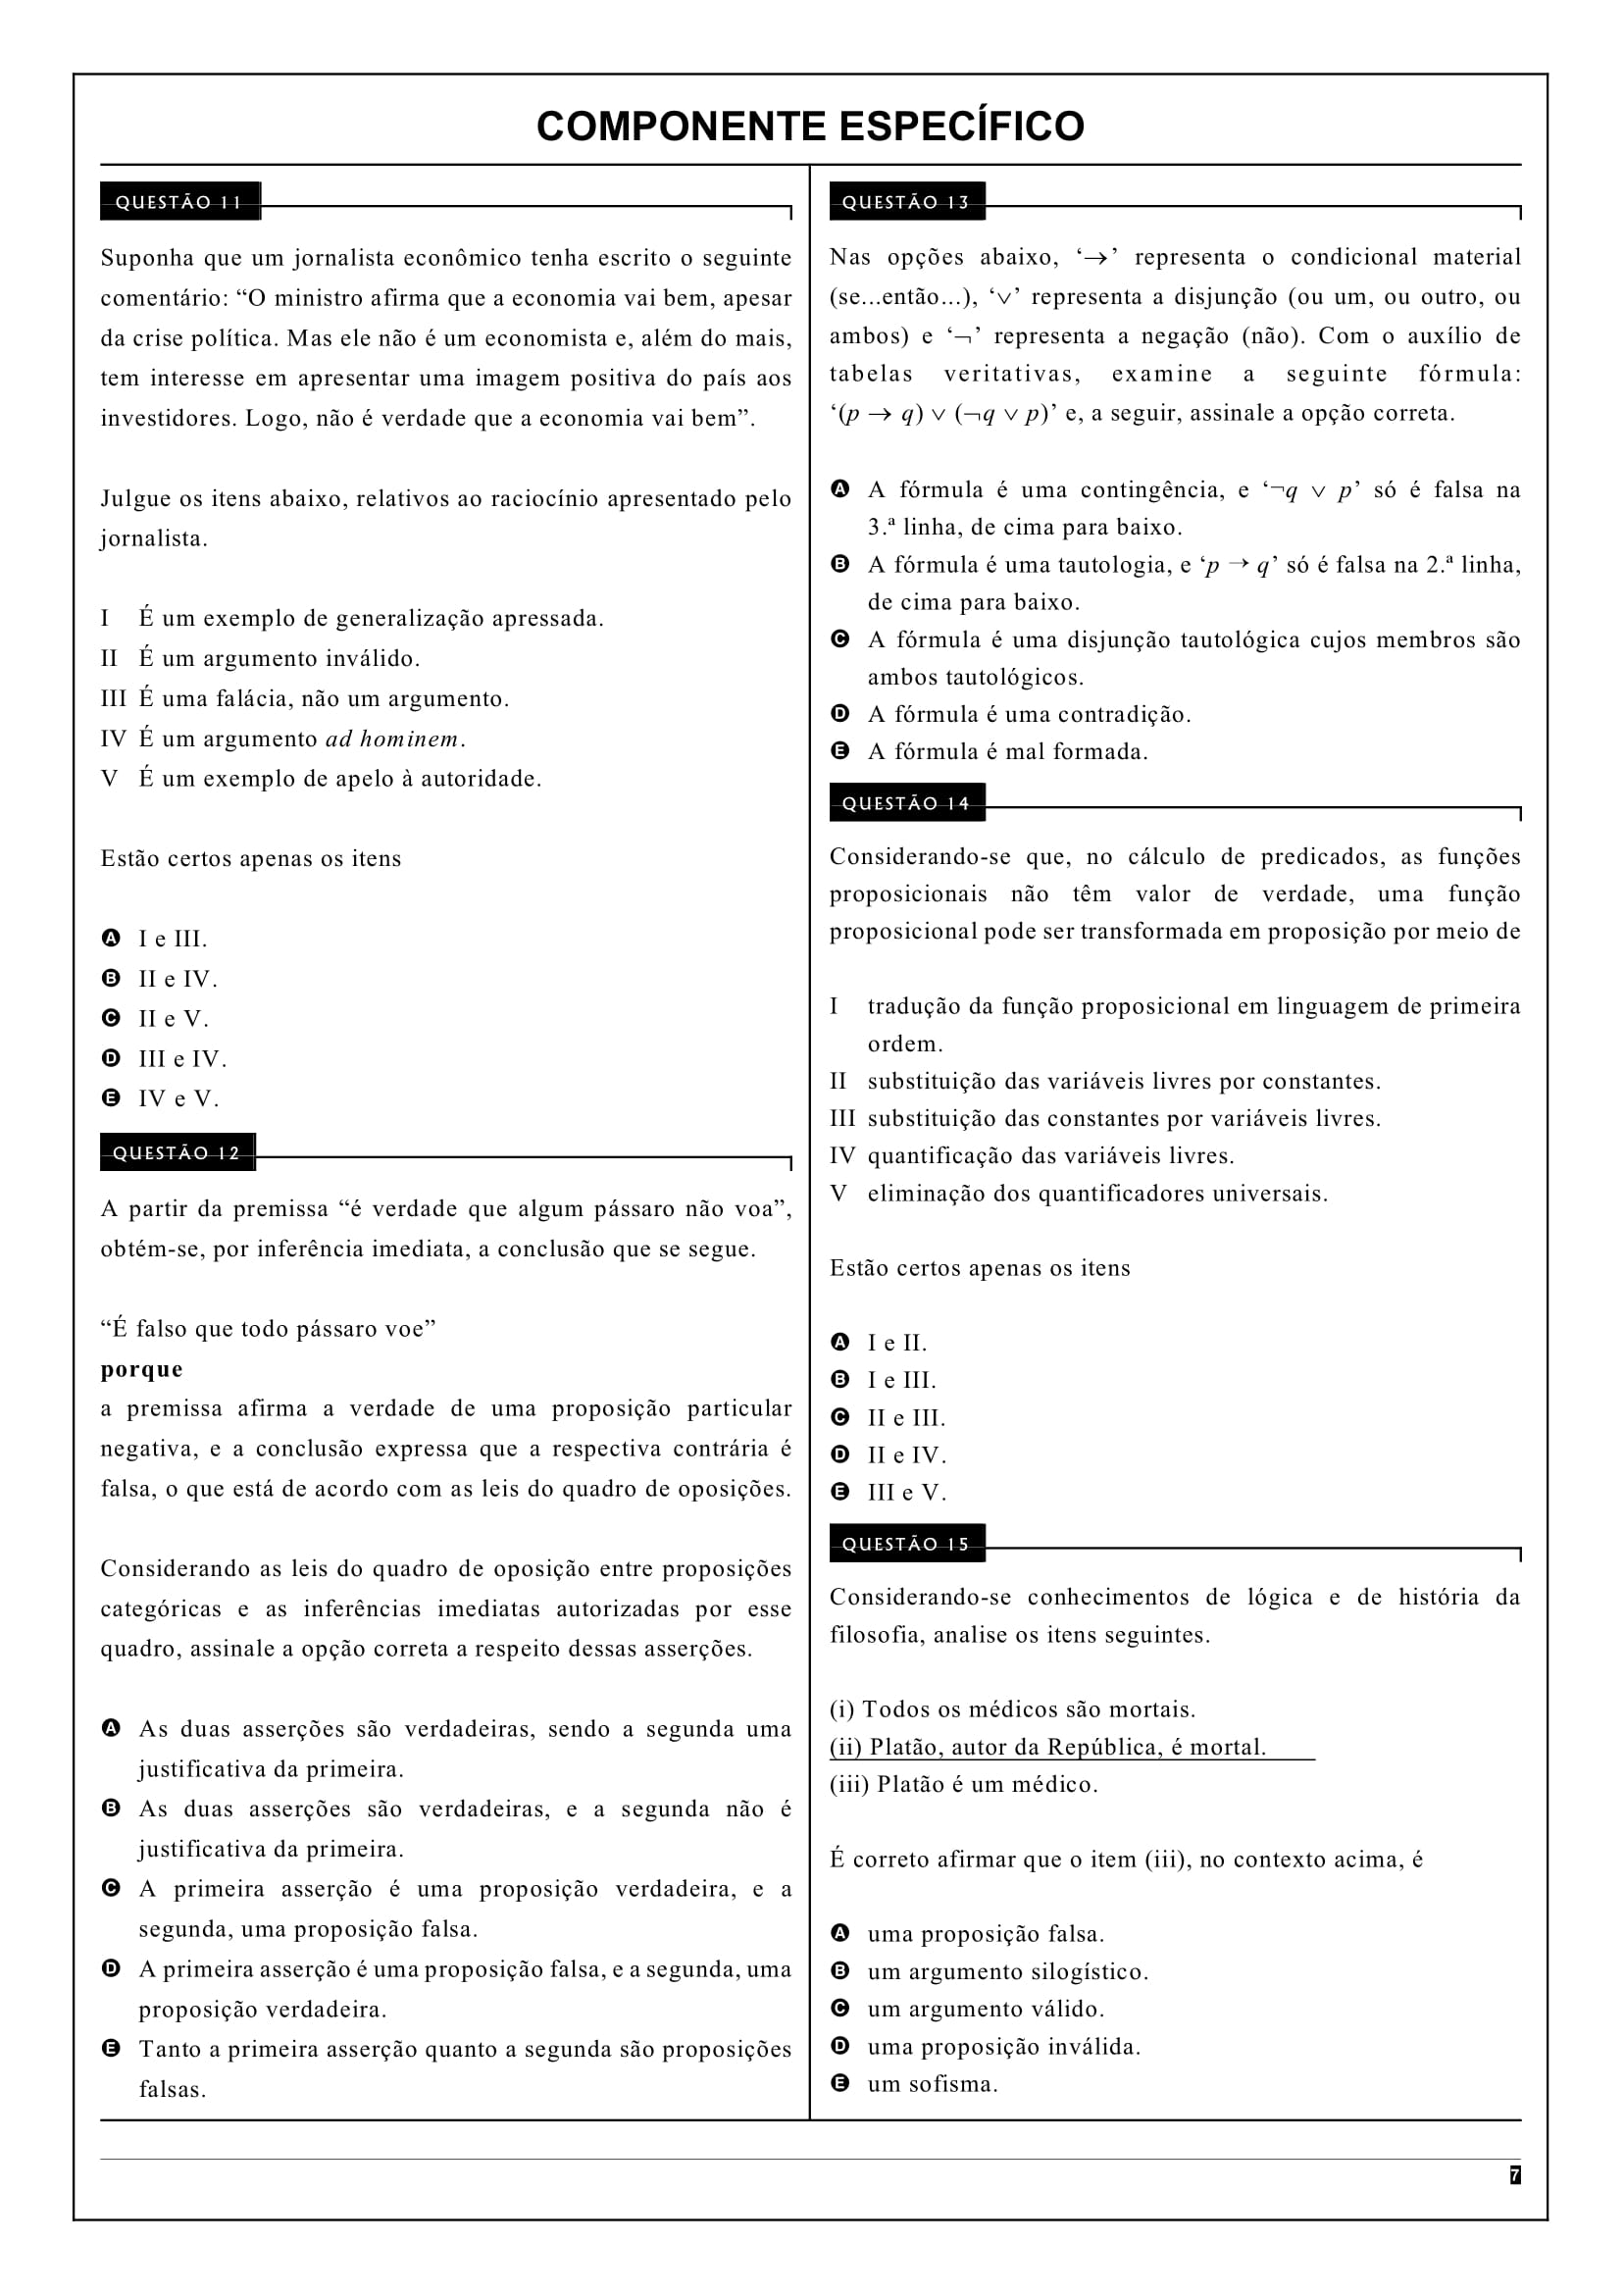 COMPONENTE ESPECÍFICO
QUESTÃO 11
Suponha que um jornalista econômico tenha escrito o seguinte
comentário: “O ministro afirma que a economia vai bem, apesar
da crise política. Mas ele não é um economista e, além do mais,
tem interesse em apresentar uma imagem positiva do país aos
investidores. Logo, não é verdade que a economia vai bem”.
Julgue os itens abaixo, relativos ao raciocínio apresentado pelo
jornalista.
I É um exemplo de generalização apressada.
II É um argumento inválido.
III É uma falácia, não um argumento.
IV É um argumento ad hominem.
V É um exemplo de apelo à autoridade.
Estão certos apenas os itens
A I e III.
B II e IV.
C II e V.
D III e IV.
E IV e V.
QUESTÃO 12
A partir da premissa “é verdade que algum pássaro não voa”,
obtém-se, por inferência imediata, a conclusão que se segue.
“É falso que todo pássaro voe”
porque
a premissa afirma a verdade de uma proposição particular
negativa, e a conclusão expressa que a respectiva contrária é
falsa, o que está de acordo com as leis do quadro de oposições.
Considerando as leis do quadro de oposição entre proposições
categóricas e as inferências imediatas autorizadas por esse
quadro, assinale a opção correta a respeito dessas asserções.
A As duas asserções são verdadeiras, sendo a segunda uma
justificativa da primeira.
B As duas asserções são verdadeiras, e a segunda não é
justificativa da primeira.
C A primeira asserção é uma proposição verdadeira, e a
segunda, uma proposição falsa.
D A primeira asserção é uma proposição falsa, e a segunda, uma
proposição verdadeira.
E Tanto a primeira asserção quanto a segunda são proposições
falsas.
QUESTÃO 13
Nas opções abaixo, ‘→’ representa o condicional material
(se...então...), ‘∨’ representa a disjunção (ou um, ou outro, ou
ambos) e ‘¬’ representa a negação (não). Com o auxílio de
tabelas veritativas, examine a seguinte fórmula:
‘(p → q) ∨ (¬q ∨ p)’ e, a seguir, assinale a opção correta.
A A fórmula é uma contingência, e ‘¬q ∨ p’ só é falsa na
3.ª linha, de cima para baixo.
B A fórmula é uma tautologia, e ‘p → q’ só é falsa na 2.ª linha,
de cima para baixo.
C A fórmula é uma disjunção tautológica cujos membros são
ambos tautológicos.
D A fórmula é uma contradição.
E A fórmula é mal formada.
QUESTÃO 14
Considerando-se que, no cálculo de predicados, as funções
proposicionais não têm valor de verdade, uma função
proposicional pode ser transformada em proposição por meio de
I tradução da função proposicional em linguagem de primeira
ordem.
II substituição das variáveis livres por constantes.
III substituição das constantes por variáveis livres.
IV quantificação das variáveis livres.
V eliminação dos quantificadores universais.
Estão certos apenas os itens
A I e II.
B I e III.
C II e III.
D II e IV.
E III e V.
QUESTÃO 15
Considerando-se conhecimentos de lógica e de história da
filosofia, analise os itens seguintes.
(i) Todos os médicos são mortais.
(ii) Platão, autor da República, é mortal.
(iii) Platão é um médico.
É correto afirmar que o item (iii), no contexto acima, é
A uma proposição falsa.
B um argumento silogístico.
C um argumento válido.
D uma proposição inválida.
E um sofisma.
7